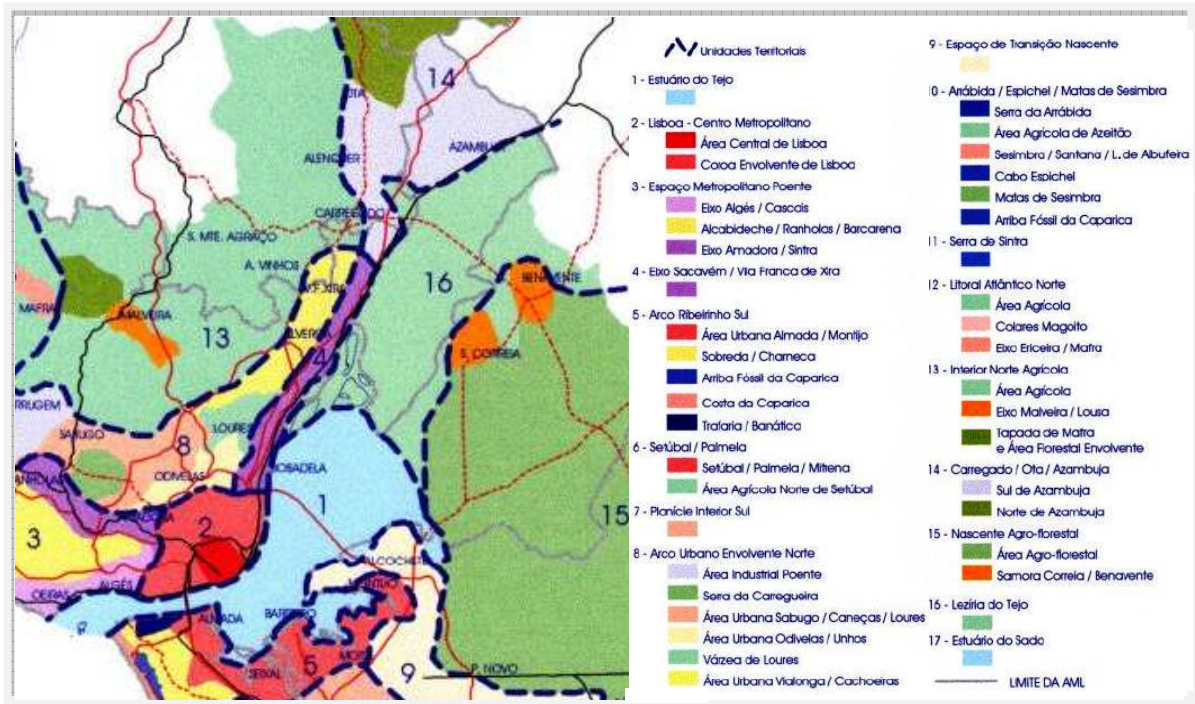 14
OTA
ALENQUER
AZAMBUJA
CARREGADO
S. MTE. AGRAÇO
A. VINHOS
16
BENAVENTE
V.F.XIRA
MAFRA
MALVEIRA
13
ALVERCA
4
S. CORREIA
RRUGEM
LOURES
SABUGO
8
ODIVELAS
BOBADELA
1
15
3
2
ALCOCHETE
ALGÉS
OEIRAS
MONTIJO
BARREIRO
ALMADA
MOITA
SEIXAL
5
9
P. NOVO
Unidades Territoriais
1 - Estuário do Tejo
2 - Lisboa - Centro Metropolitano
Área Central de Lisboa
Coroa Envolvente de Lisboa
3 - Espaço Metropolitano Poente
Eixo Algés / Cascais
Alcabideche / Ranholas / Barcarena
Eixo Amadora / Sintra
4 - Eixo Sacavém / Vila Franca de Xira
5 - Arco Ribeirinho Sul
Área Urbana Almada / Montijo
Sobreda / Charneca
Arriba Fóssil da Caparica
Costa da Caparica
Trafaria / Banática
6 - Setúbal / Palmela
Setúbal / Palmela / Mitrena
Área Agrícola Norte de Setúbal
7 - Planície Interior Sul
8 - Arco Urbano Envolvente Norte
Área Industrial Poente
Serra da Carregueira
Área Urbana Sabugo / Caneças / Loures
Área Urbana Odivelas / Unhos
Várzea de Loures
Área Urbana Vialonga / Cachoeiras
9 - Espaço de Transição Nascente
10 - Arrábida / Espichel / Matas de Sesimbra
Serra da Arrábida
Área Agrícola de Azeitão
Sesimbra / Santana / L. de Albufeira
Cabo Espichel
Matas de Sesimbra
Arriba Fóssil da Caparica
11 - Serra de Sintra
12 - Litoral Atlântico Norte
Área Agrícola
Colares Magoito
Eixo Ericeira / Mafra
13 - Interior Norte Agrícola
Área Agrícola
Eixo Malveira / Lousa
Tapada de Mafra
e Área Florestal Envolvente
14 - Carregado / Ota / Azambuja
Sul de Azambuja
Norte de Azambuja
15 - Nascente Agro-florestal
Área Agro-florestal
Samora Correia / Benavente
16 - Lezíria do Tejo
17 - Estuário do Sado
LIMITE DA AML